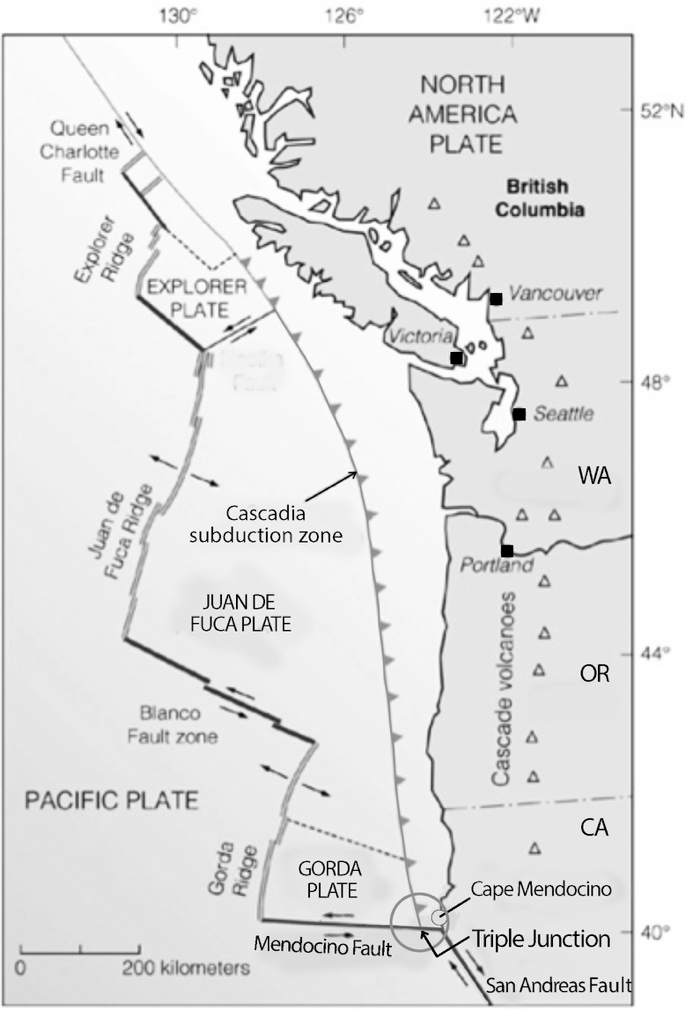 130°
126°
122°W
52°N
NORTH
AMERICA
PLATE
Queen
Charlotte
Fault
British
Columbia
Explorer
Ridge
EXPLORER
PLATE
Vancouver
Victoria
48°
Seattle
WA
Cascadia
subduction zone
Juan de
Fuca Ridge
Portland
JUAN DE
FUCA PLATE
Cascade volcanoes
44°
OR
Blanco
Fault zone
PACIFIC PLATE
CA
Gorda
Ridge
GORDA
PLATE
Cape Mendocino
40°
Mendocino Fault
Triple Junction
0
200 kilometers
San Andreas Fault